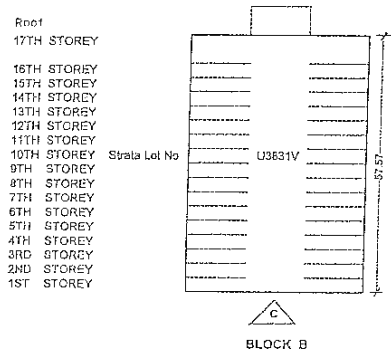 Roof
17TH STOREY
16TH STOREY
15TH STOREY
14TH STOREY
13TH STOREY
12TH STOREY
11TH STOREY
10TH STOREY Strata Lot No U3831V
9TH STOREY
8TH STOREY
7TH STOREY
6TH STOREY
5TH STOREY
4TH STOREY
3RD STOREY
2ND STOREY
1ST STOREY
57.57
C
BLOCK B